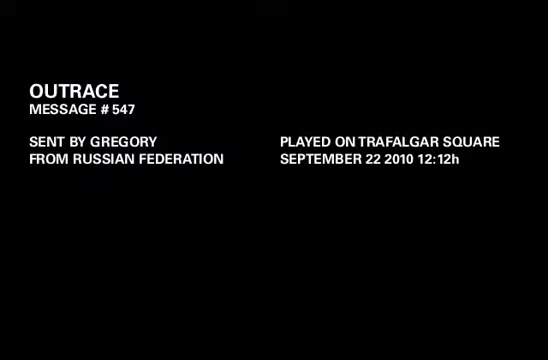 OUTRACE
MESSAGE # 547
SENT BY GREGORY
FROM RUSSIAN FEDERATION
PLAYED ON TRAFALGAR SQUARE
SEPTEMBER 22 2010 12:12h